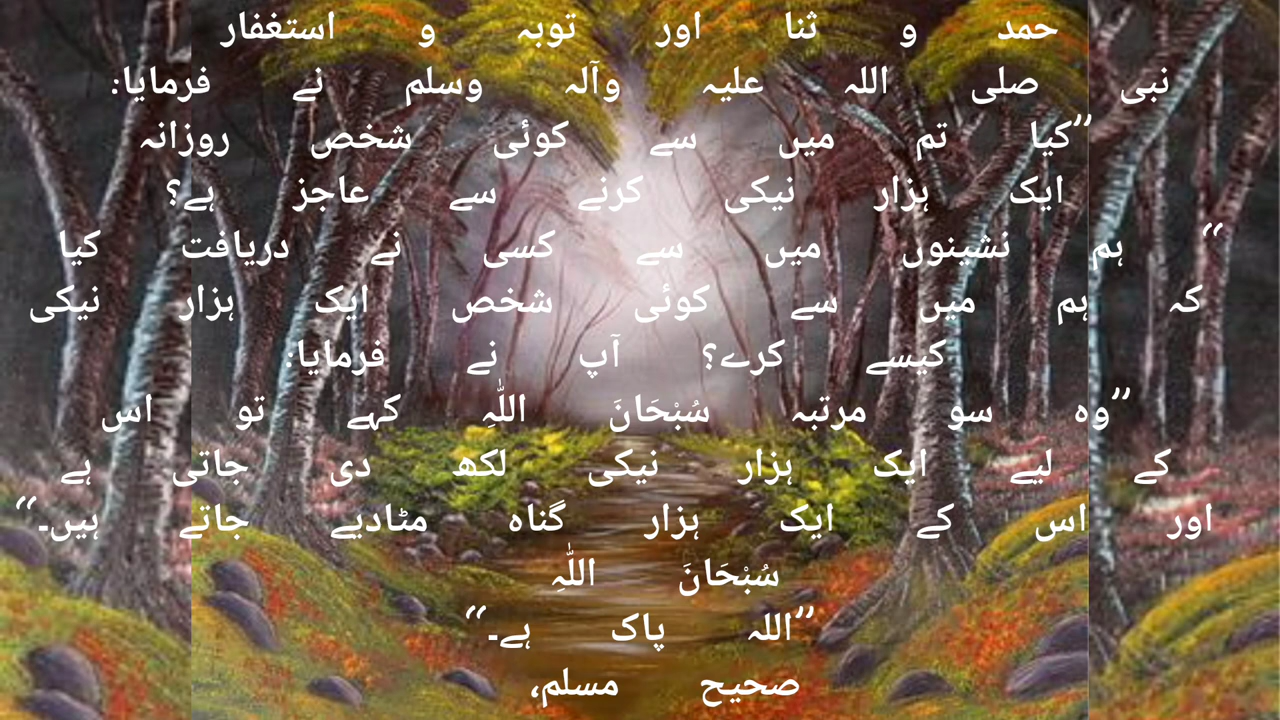 حمد و ثنا اور توبہ و استغفار
نبی صلی اللہ علیہ وآلہ وسلم نے فرمایا:
’’کیا تم میں سے کوئی شخص روزانہ
ایک ہزار نیکی کرنے سے عاجز ہے؟
‘‘ ہم نشینوں میں سے کسی نے دریافت کیا
کہ ہم میں سے کوئی شخص ایک ہزار نیکی
کیسے کرے؟ آپ نے فرمایا:
’’وہ سو مرتبہ سُبْحَانَ اللّٰہِ کہے تو اس
کے لیے ایک ہزار نیکی لکھ دی جاتی ہے
اور اس کے ایک ہزار گناہ مٹادیے جاتے ہیں۔‘‘
سُبْحَانَ اللّٰہِ
’’اللہ پاک ہے۔‘‘
صحیح مسلم،